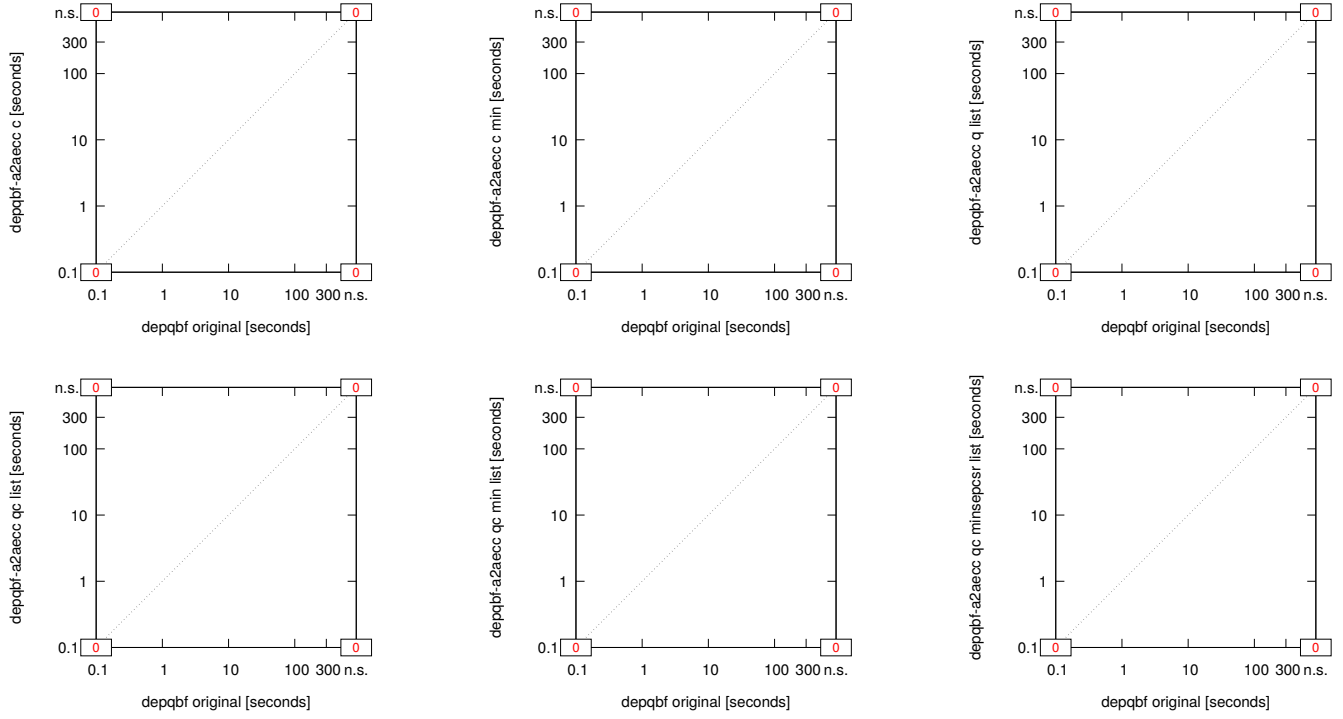 n.s. 0 0
300
100
10
1
0.1 0 0
0.1 1 10 100 300 n.s.
depqbf-a2aecc c [seconds]
depqbf original [seconds]
n.s. 0 0
300
100
10
1
0.1 0 0
0.1 1 10 100 300 n.s.
depqbf-a2aecc c min [seconds]
depqbf original [seconds]
n.s. 0 0
300
100
10
1
0.1 0 0
0.1 1 10 100 300 n.s.
depqbf-a2aecc q list [seconds]
depqbf original [seconds]
n.s. 0 0
300
100
10
1
0.1 0 0
0.1 1 10 100 300 n.s.
depqbf-a2aecc qc list [seconds]
depqbf original [seconds]
n.s. 0 0
300
100
10
1
0.1 0 0
0.1 1 10 100 300 n.s.
depqbf-a2aecc qc min list [seconds]
depqbf original [seconds]
n.s. 0 0
300
100
10
1
0.1 0 0
0.1 1 10 100 300 n.s.
depqbf-a2aecc qc minsepcsr list [seconds]
depqbf original [seconds]